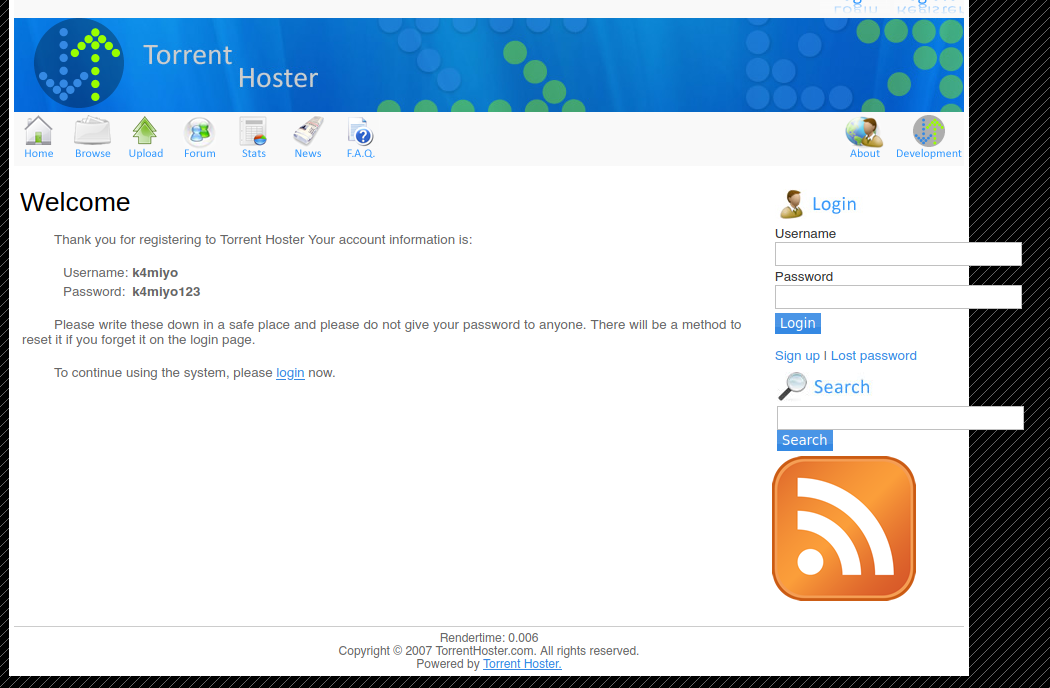 Torrent
Hoster
Home Browse Upload Forum Stats News F.A.Q. About Development
Welcome
Thank you for registering to Torrent Hoster Your account information is:
Username: k4miyo
Password: k4miyo123
Please write these down in a safe place and please do not give your password to anyone. There will be a method to
reset it if you forget it on the login page.
To continue using the system, please login now.
Login
Username
Password
Login
Sign up | Lost password
Search
Search
Rendertime: 0.006
Copyright © 2007 TorrentHoster.com. All rights reserved.
Powered by Torrent Hoster.